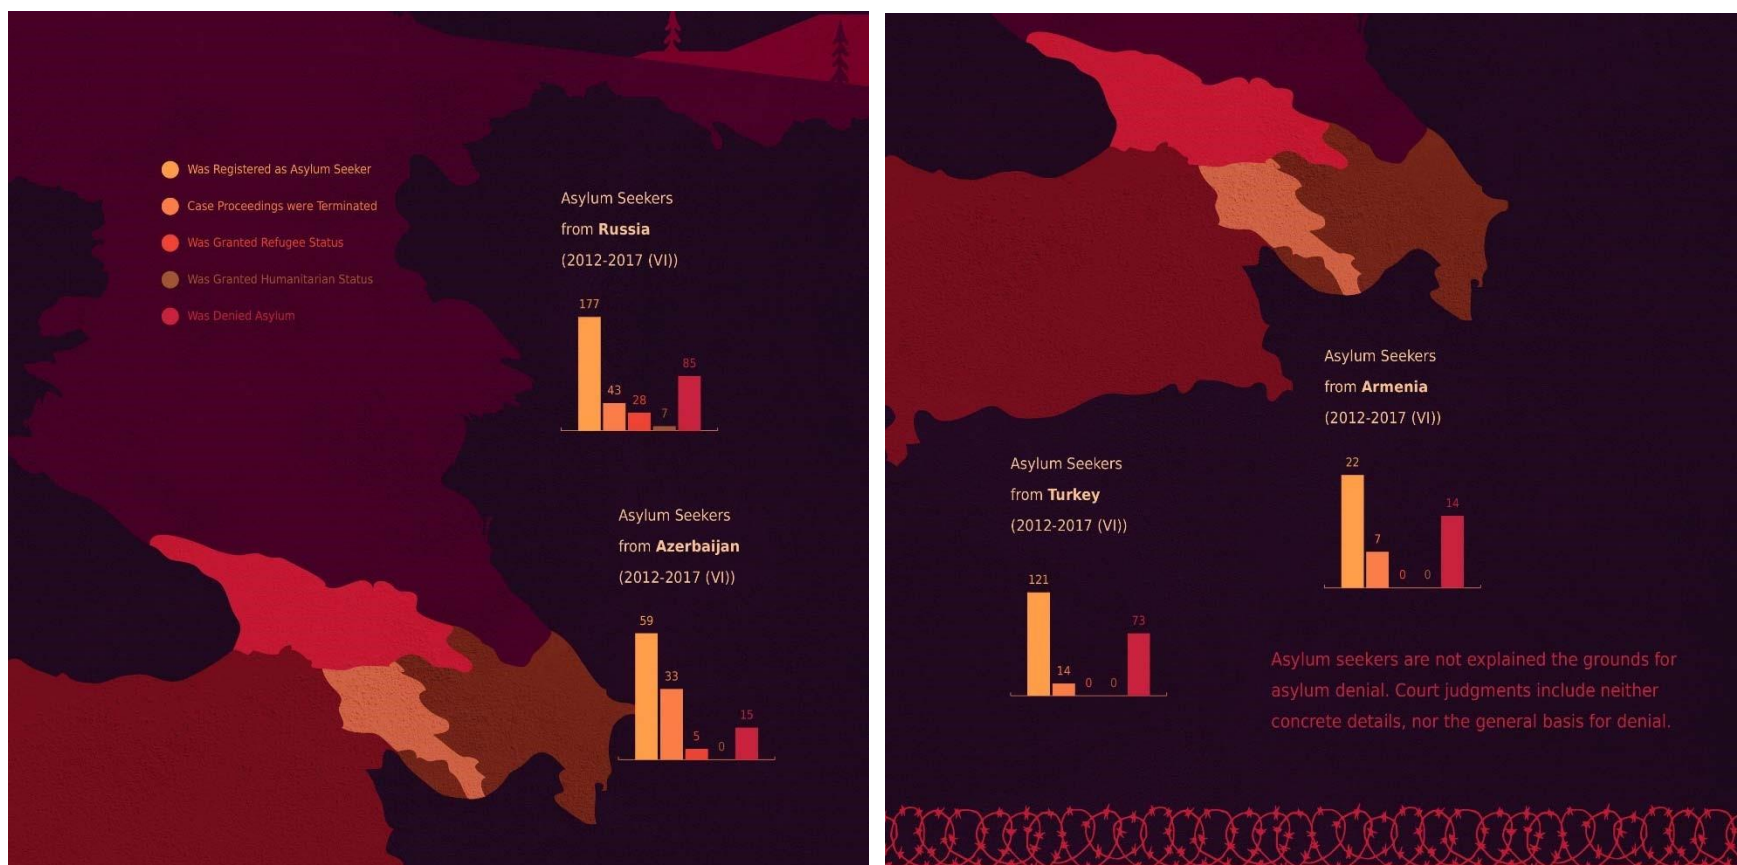 Was Registered as Asylum Seeker
Case Proceedings were Terminated
Was Granted Refugee Status
Was Granted Humanitarian Status
Was Denied Asylum
Asylum Seekers
from Russia
(2012-2017 (VI))
177
43
28
7
85
Asylum Seekers
from Azerbaijan
(2012-2017 (VI))
59
33
5
0
15
Asylum Seekers
from Armenia
(2012-2017 (VI))
22
7
0
0
14
Asylum Seekers
from Turkey
(2012-2017 (VI))
121
14
0
0
73
Asylum seekers are not explained the grounds for
asylum denial. Court judgments include neither
concrete details, nor the general basis for denial.